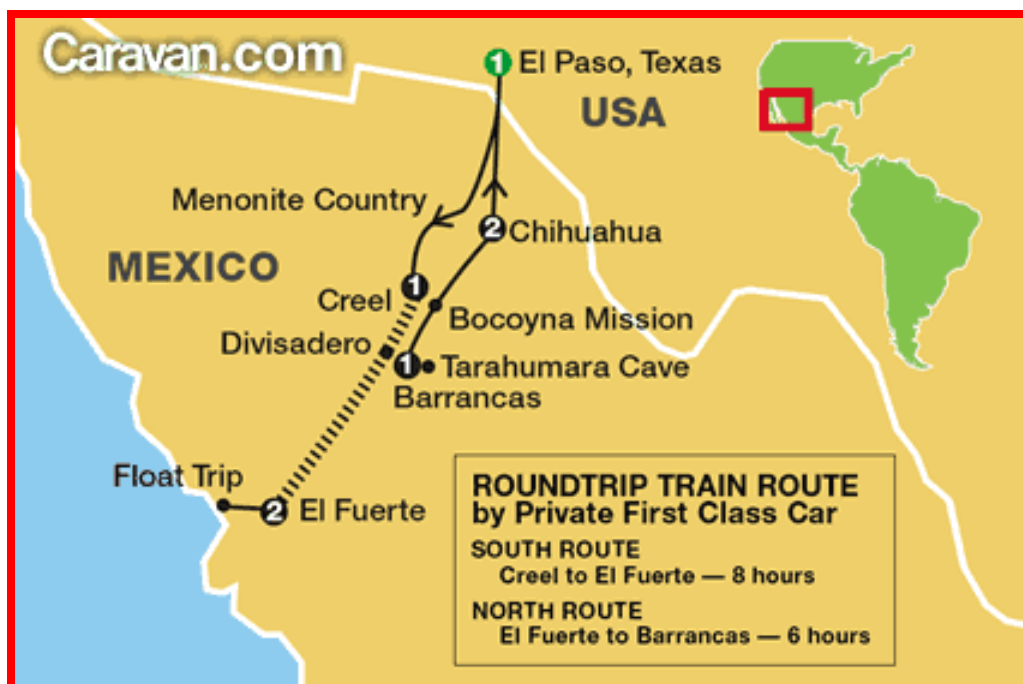 Caravan.com
1 El Paso, Texas
USA
Menonite Country
2 Chihuahua
MEXICO
1
Creel
Bocoyna Mission
Divisadero
1 Tarahumara Cave
Barrancas
Float Trip
2 El Fuerte
ROUNDTRIP TRAIN ROUTE
by Private First Class Car
SOUTH ROUTE
Creel to El Fuerte — 8 hours
NORTH ROUTE
El Fuerte to Barrancas — 6 hours